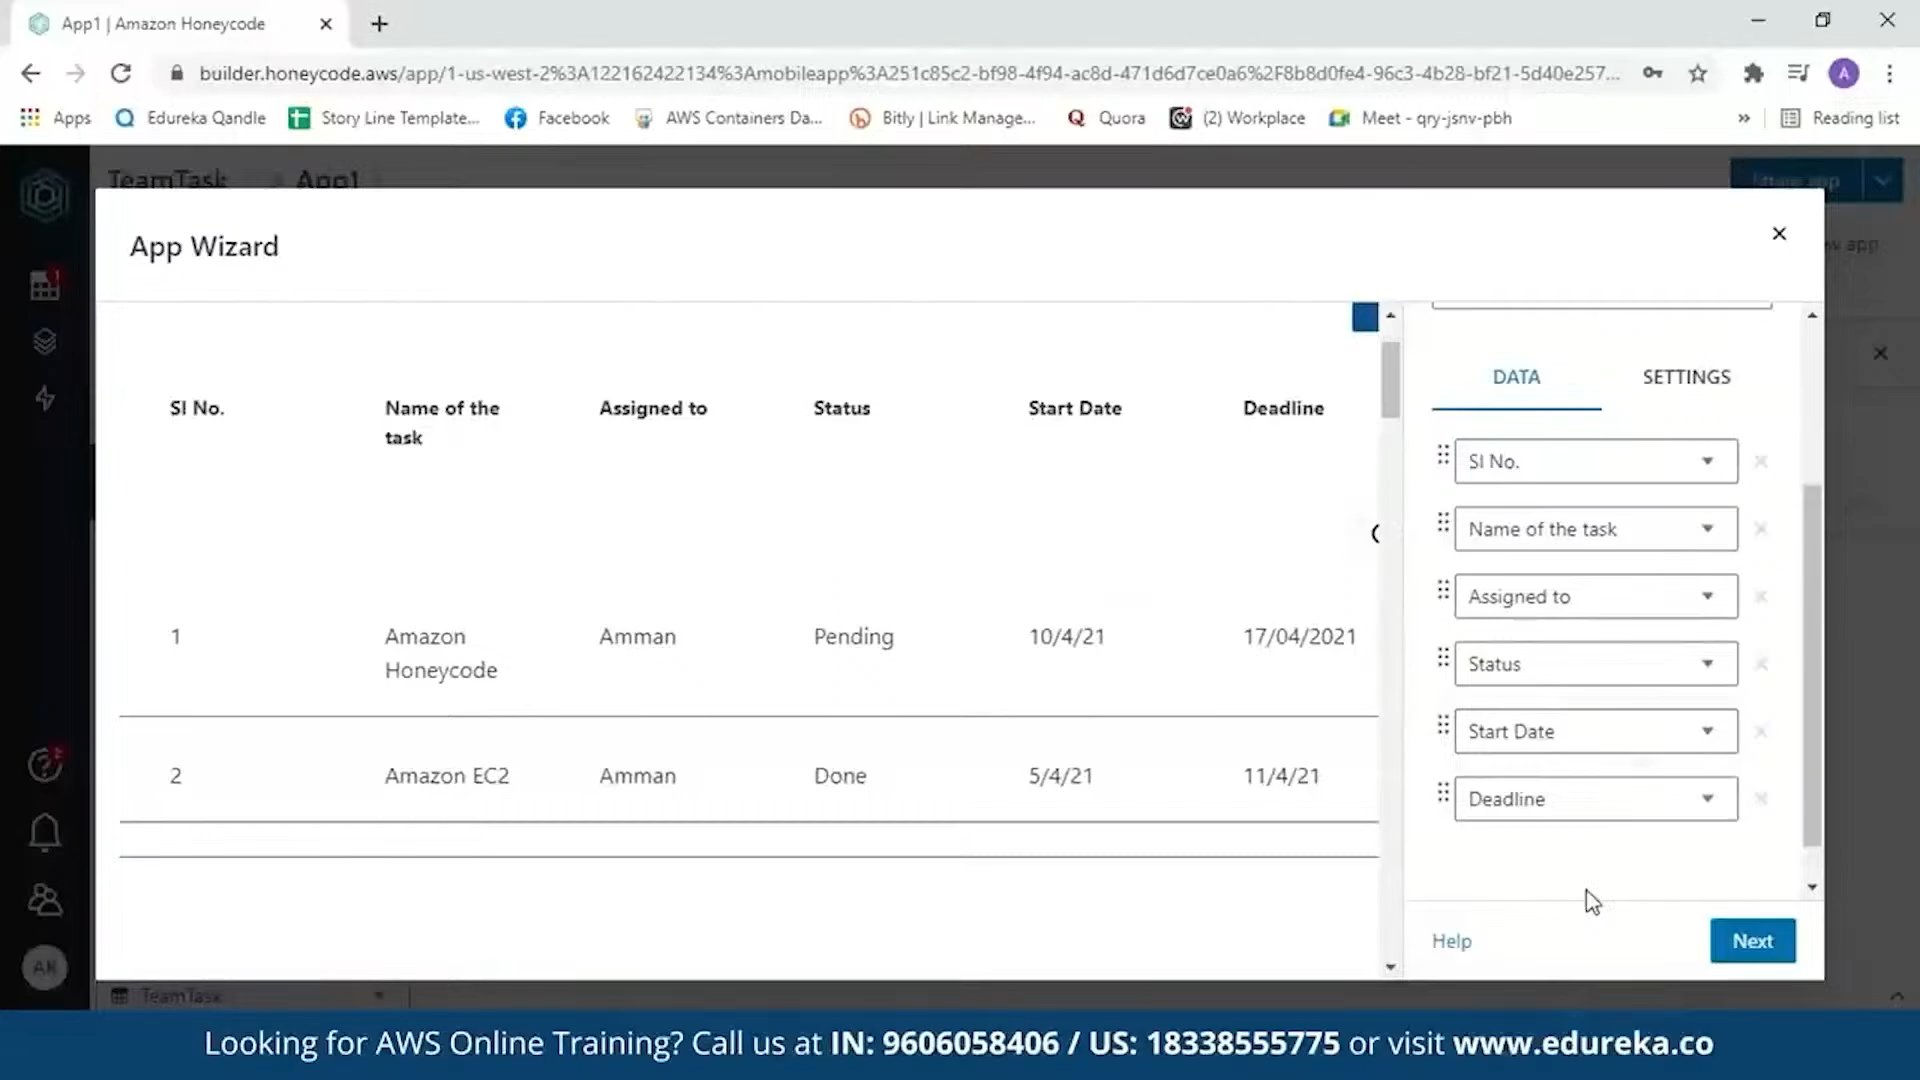 App1 | Amazon Honeycode
builder.honeycode.aws/app/1-us-west-2%3A122162422134%3Amobileapp%3A251c85c2-bf98-4f94-ac8d-471d6d7ce0a6%2F8b8d0fe4-96c3-4b28-bf21-5d40e257... A
Apps Edureka Qandle Story Line Template... Facebook AWS Containers Da... Bitly | Link Manage... Quora (2) Workplace Meet - qry-jsnv-pbh » Reading list
TeamTask App1 Share app
App Wizard
DATA SETTINGS
Sl No. Name of the task Assigned to Status Start Date Deadline
1 Amazon Honeycode Amman Pending 10/4/21 17/04/2021
2 Amazon EC2 Amman Done 5/4/21 11/4/21
Sl No.
Name of the task
Assigned to
Status
Start Date
Deadline
Help Next
AK
TeamTask
Looking for AWS Online Training? Call us at IN: 9606058406 / US: 18338555775 or visit www.edureka.co